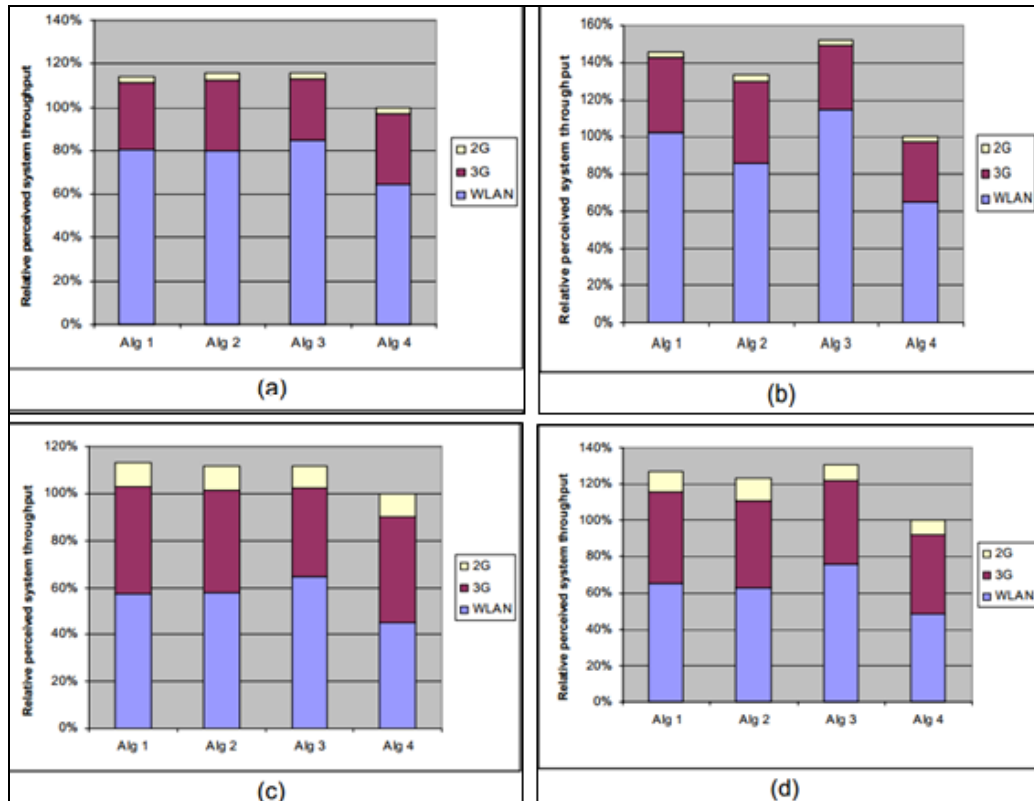 140%
120%
100%
80%
60%
40%
20%
0%
Relative perceived system throughput
Alg 1 Alg 2 Alg 3 Alg 4
2G
3G
WLAN
(a)
160%
140%
120%
100%
80%
60%
40%
20%
0%
Relative perceived system throughput
Alg 1 Alg 2 Alg 3 Alg 4
2G
3G
WLAN
(b)
120%
100%
80%
60%
40%
20%
0%
Relative perceived system throughput
Alg 1 Alg 2 Alg 3 Alg 4
2G
3G
WLAN
(c)
140%
120%
100%
80%
60%
40%
20%
0%
Relative perceived system throughput
Alg 1 Alg 2 Alg 3 Alg 4
2G
3G
WLAN
(d)